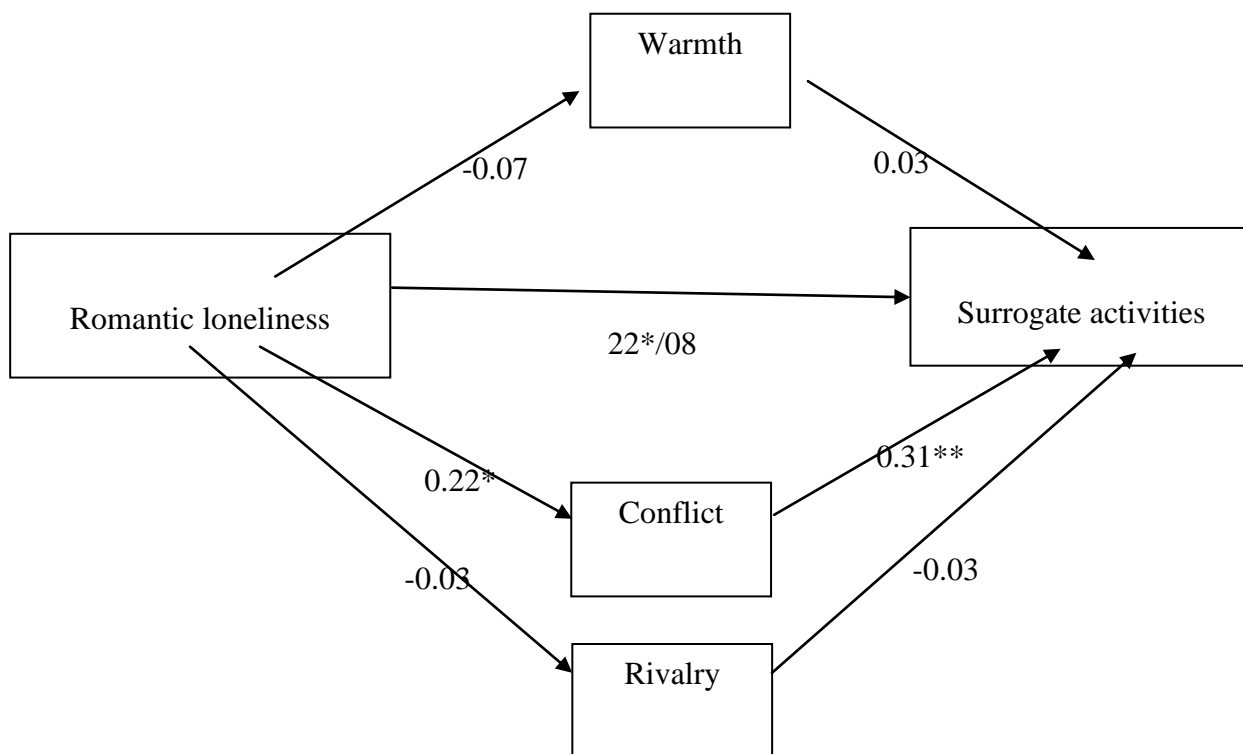 Warmth
-0.07
0.03
Romantic loneliness
Surrogate activities
22*/08
0.22*
0.31**
Conflict
-0.03
-0.03
Rivalry